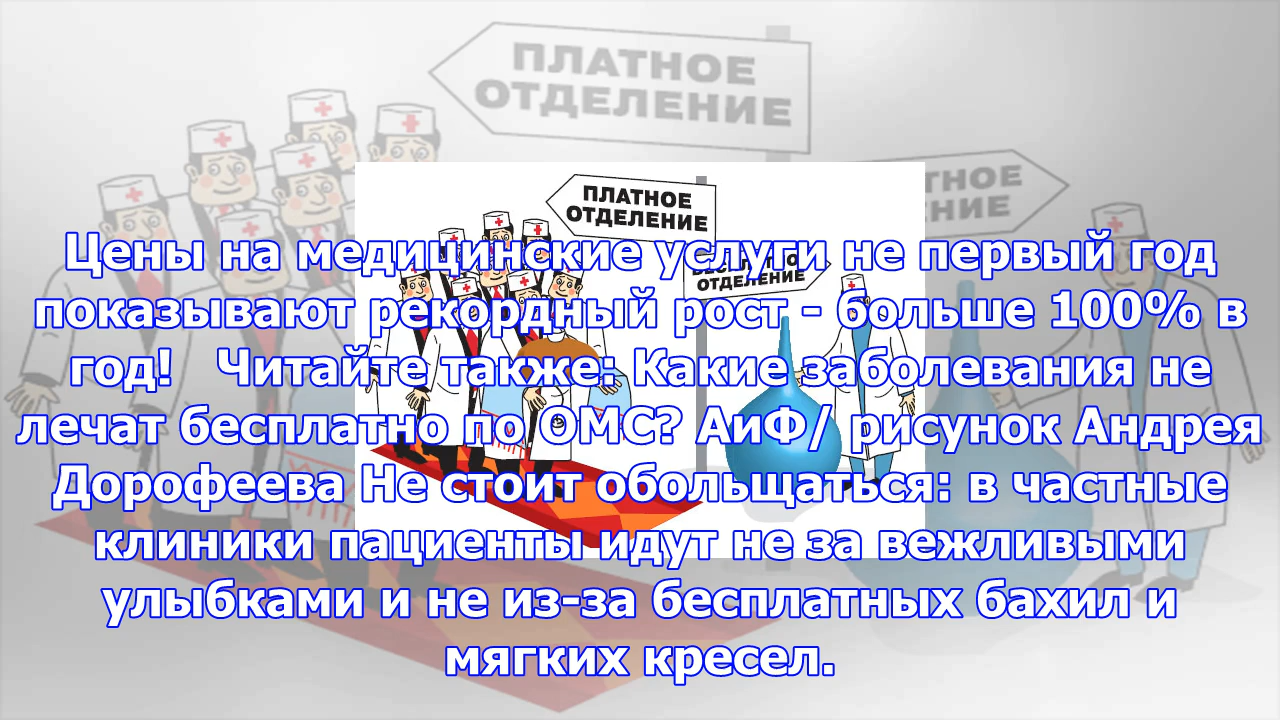 ПЛАТНОЕ
ОТДЕЛЕНИЕ
ПЛАТНОЕ
ОТДЕЛЕНИЕ
ОТДЕЛЕНИЕ
Цены на медицинские услуги не первый год
показывают рекордный рост - больше 100% в
год! Читайте также: Какие заболевания не
лечат бесплатно по ОМС? АиФ/ рисунок Андрея
Дорофеева Не стоит обольщаться: в частные
клиники пациенты идут не за вежливыми
улыбками и не из-за бесплатных бахил и
мягких кресел.